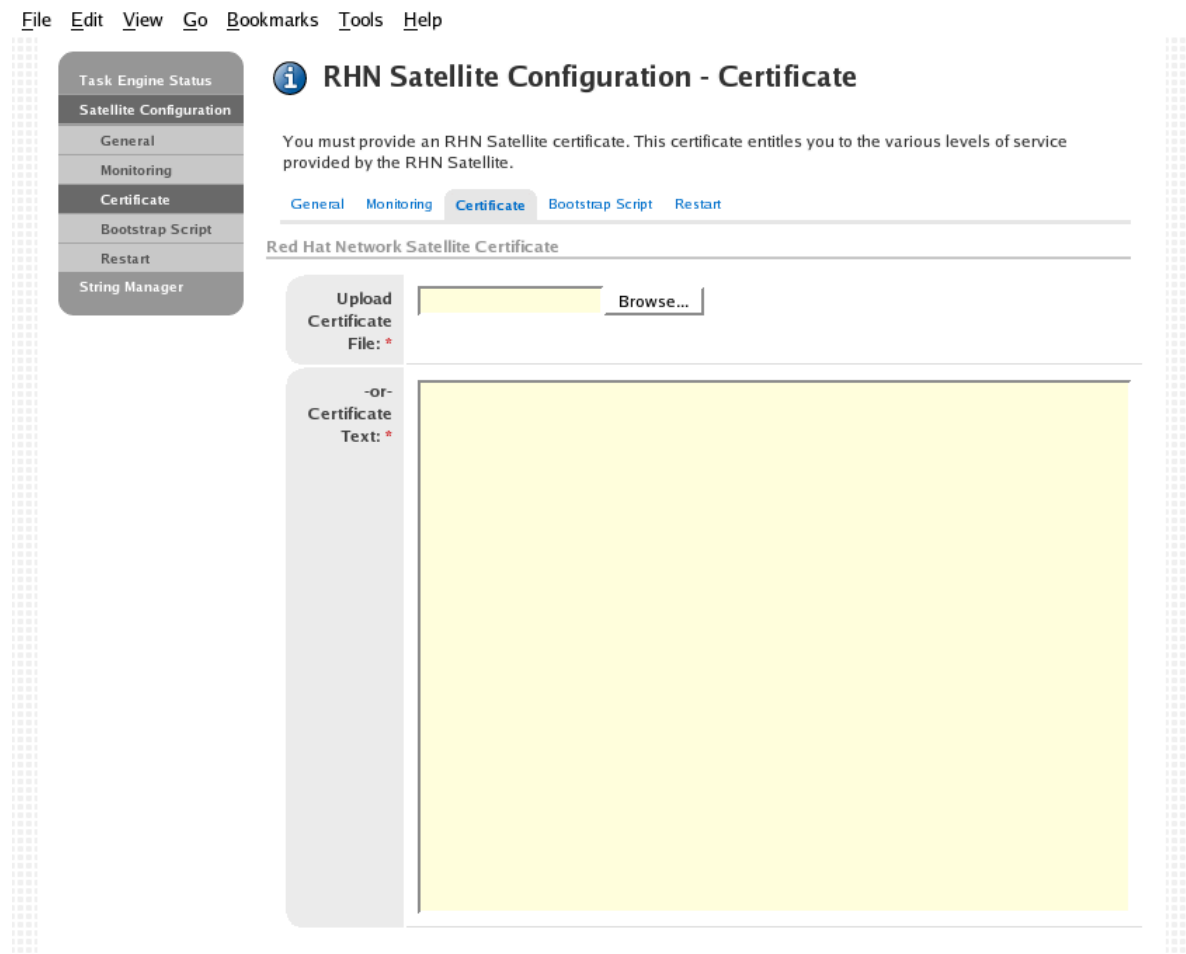 File Edit View Go Bookmarks Tools Help
Task Engine Status
Satellite Configuration
General
Monitoring
Certificate
Bootstrap Script
Restart
String Manager
RHN Satellite Configuration - Certificate
You must provide an RHN Satellite certificate. This certificate entitles you to the various levels of service
provided by the RHN Satellite.
General Monitoring Certificate Bootstrap Script Restart
Red Hat Network Satellite Certificate
Upload
Certificate
File: *
Browse...
-or-
Certificate
Text: *